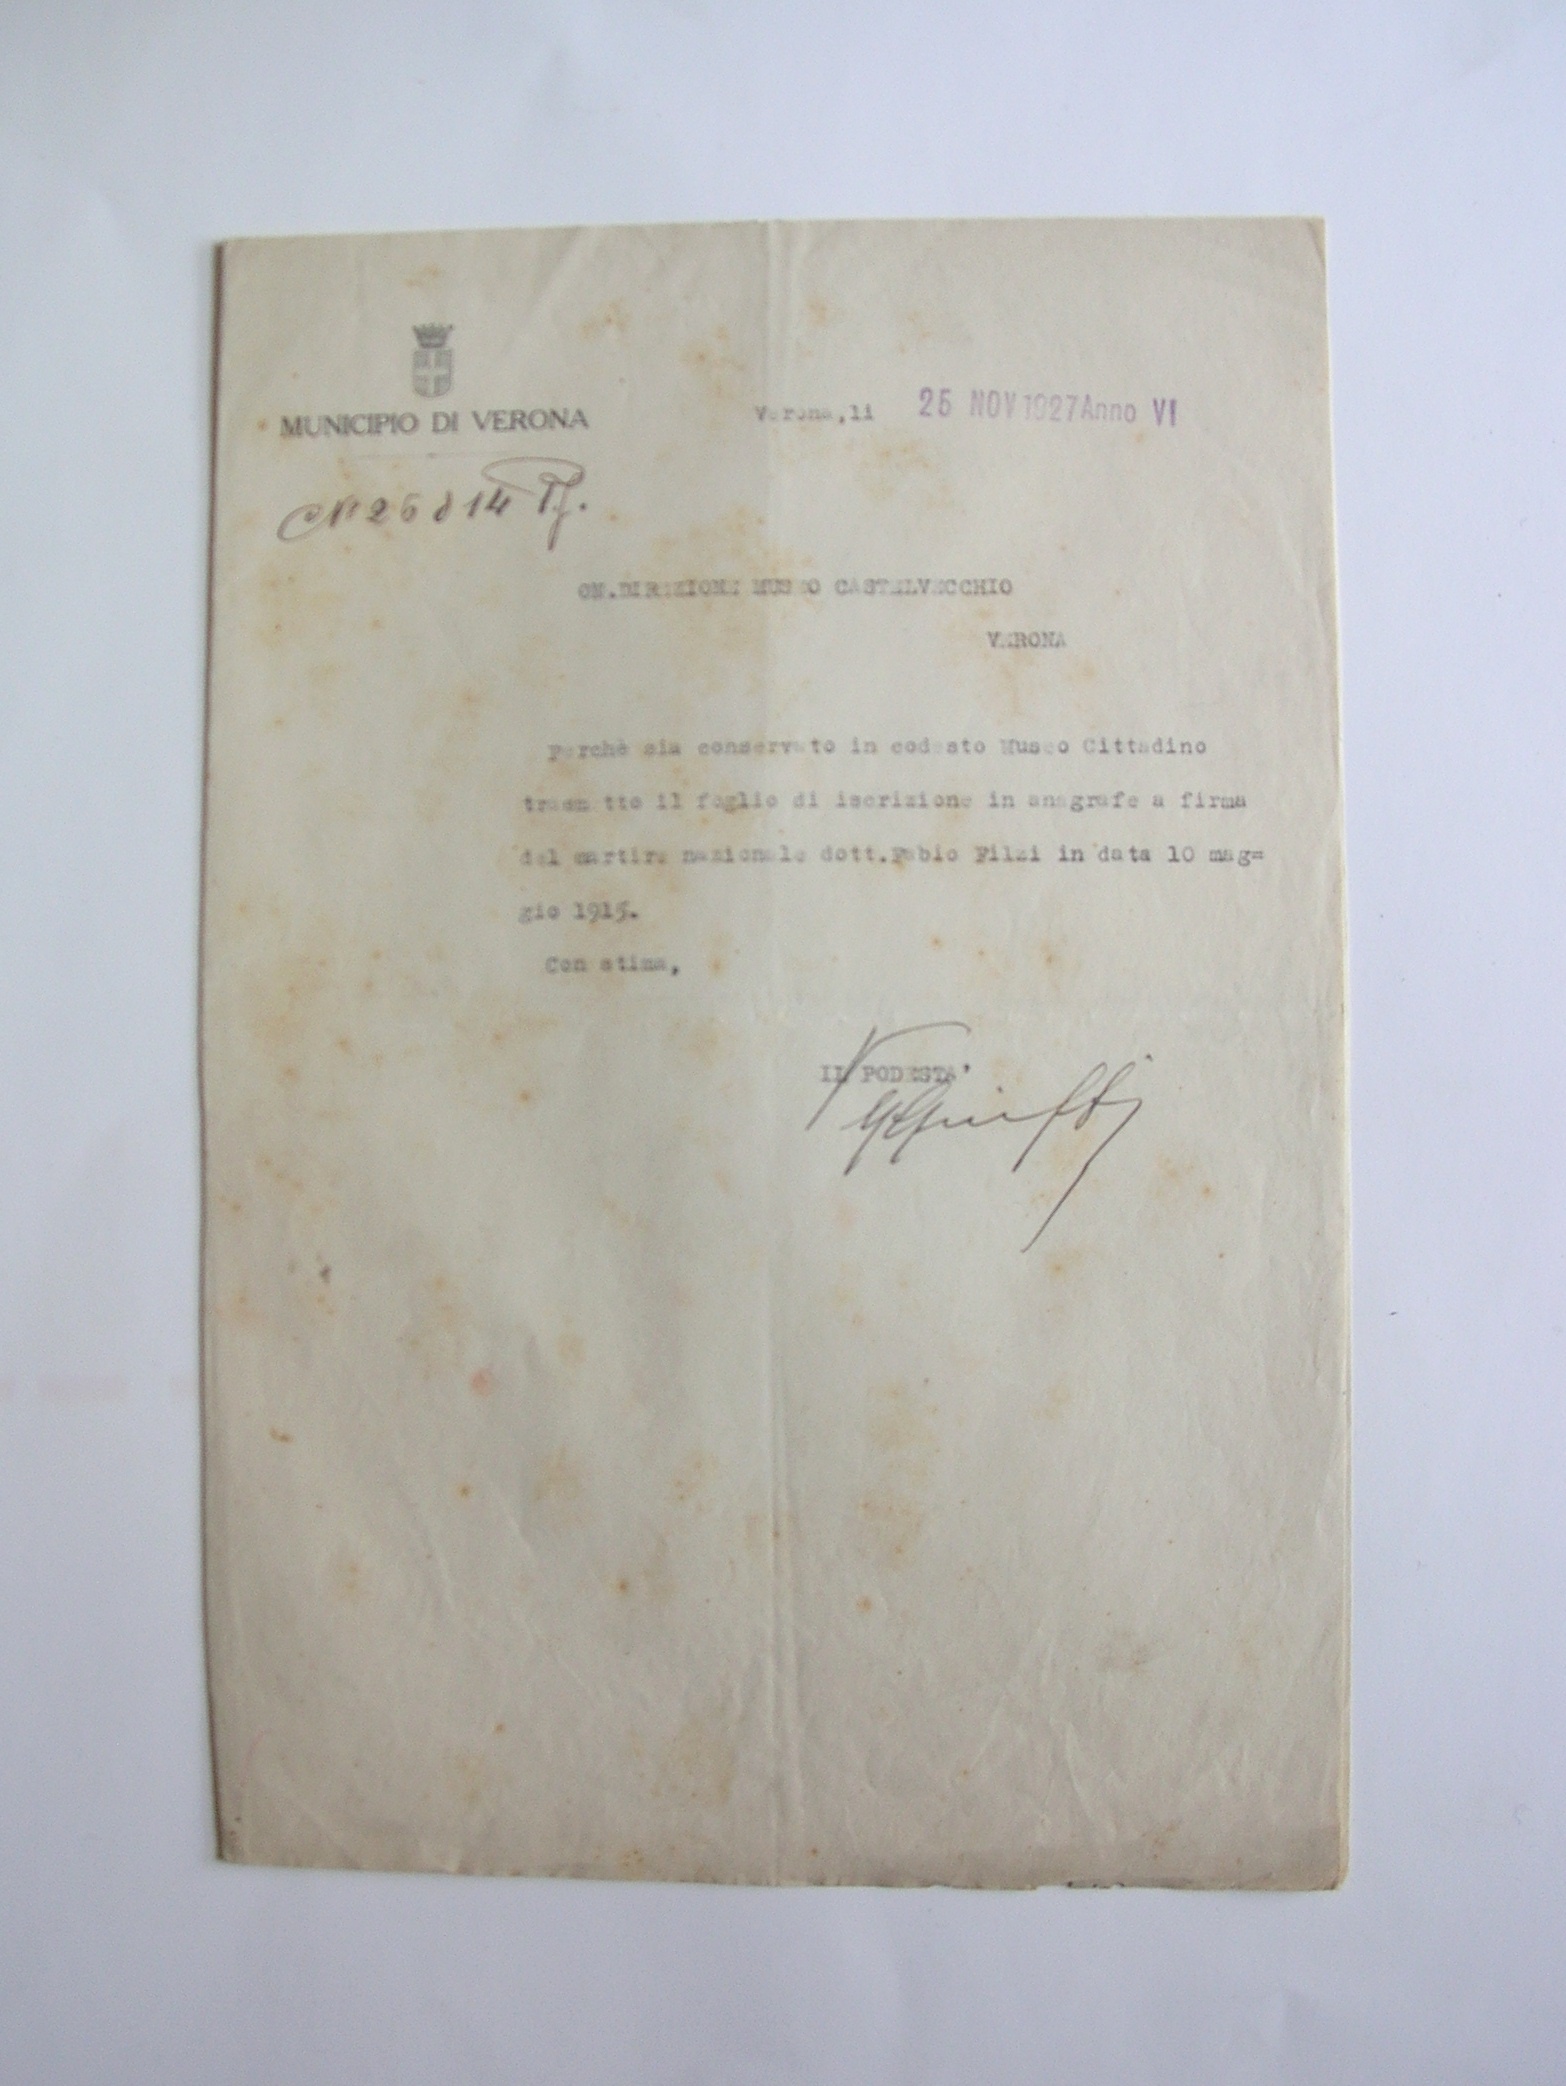 MUNICIPIO DI VERONA
Verona,li 25 NOV 1927 Anno VI
N 26814
ON.DIREZIONE MUSEO CASTELVECCHIO
VERONA
Perchè sia conservato in codesto Museo Cittadino
trasmetto il foglio di iscrizione in anagrafe a firma
del martire nazionale dott.Fabio Filzi in data 10 mag=
gio 1915.
Con stima,
IL PODESTA'